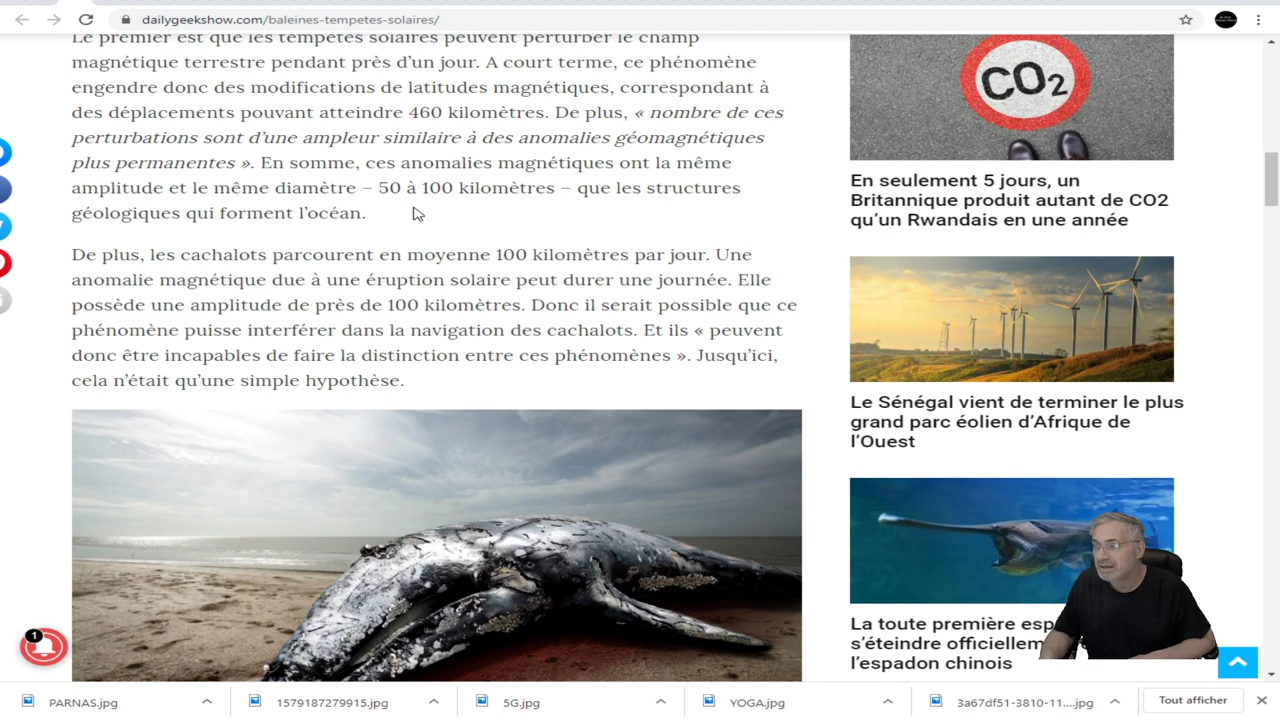 dailygeekshow.com/baleines-tempetes-solaires/
Le premier est que les tempêtes solaires peuvent perturber le champ
magnétique terrestre pendant près d'un jour. A court terme, ce phénomène
engendre donc des modifications de latitudes magnétiques, correspondant à
des déplacements pouvant atteindre 460 kilomètres. De plus, « nombre de ces
perturbations sont d'une ampleur similaire à des anomalies géomagnétiques
plus permanentes ». En somme, ces anomalies magnétiques ont la même
amplitude et le même diamètre – 50 à 100 kilomètres – que les structures
géologiques qui forment l'océan.
De plus, les cachalots parcourent en moyenne 100 kilomètres par jour. Une
anomalie magnétique due à une éruption solaire peut durer une journée. Elle
possède une amplitude de près de 100 kilomètres. Donc il serait possible que ce
phénomène puisse interférer dans la navigation des cachalots. Et ils « peuvent
donc être incapables de faire la distinction entre ces phénomènes ». Jusqu'ici,
cela n'était qu'une simple hypothèse.
CO2
En seulement 5 jours, un
Britannique produit autant de CO2
qu'un Rwandais en une année
Le Sénégal vient de terminer le plus
grand parc éolien d'Afrique de
l'Ouest
La toute première esp
s'éteindre officiellem
l'espadon chinois
1
PARNAS.jpg
1579187279915.jpg
5G.jpg
YOGA.jpg
3a67df51-3810-11....jpg
Tout afficher